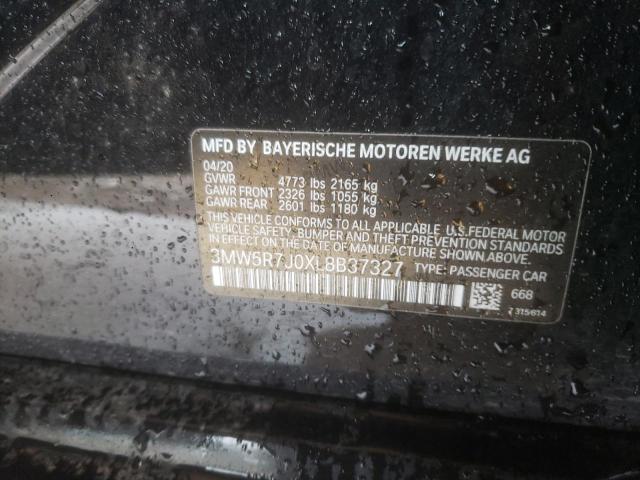 MFD BY BAYERISCHE MOTOREN WERKE AG
04/20
GVWR 4773 lbs 2165 kg
GAWR FRONT 2326 lbs 1055 kg
GAWR REAR 2601 lbs 1180 kg
THIS VEHICLE CONFORMS TO ALL APPLICABLE U.S. FEDERAL MOTOR
VEHICLE SAFETY, BUMPER AND THEFT PREVENTION STANDARDS
IN EFFECT ON THE DATE OF MANUFACTURE SHOWN ABOVE.
3MW5R7J0XL8B37327 TYPE: PASSENGER CAR
668